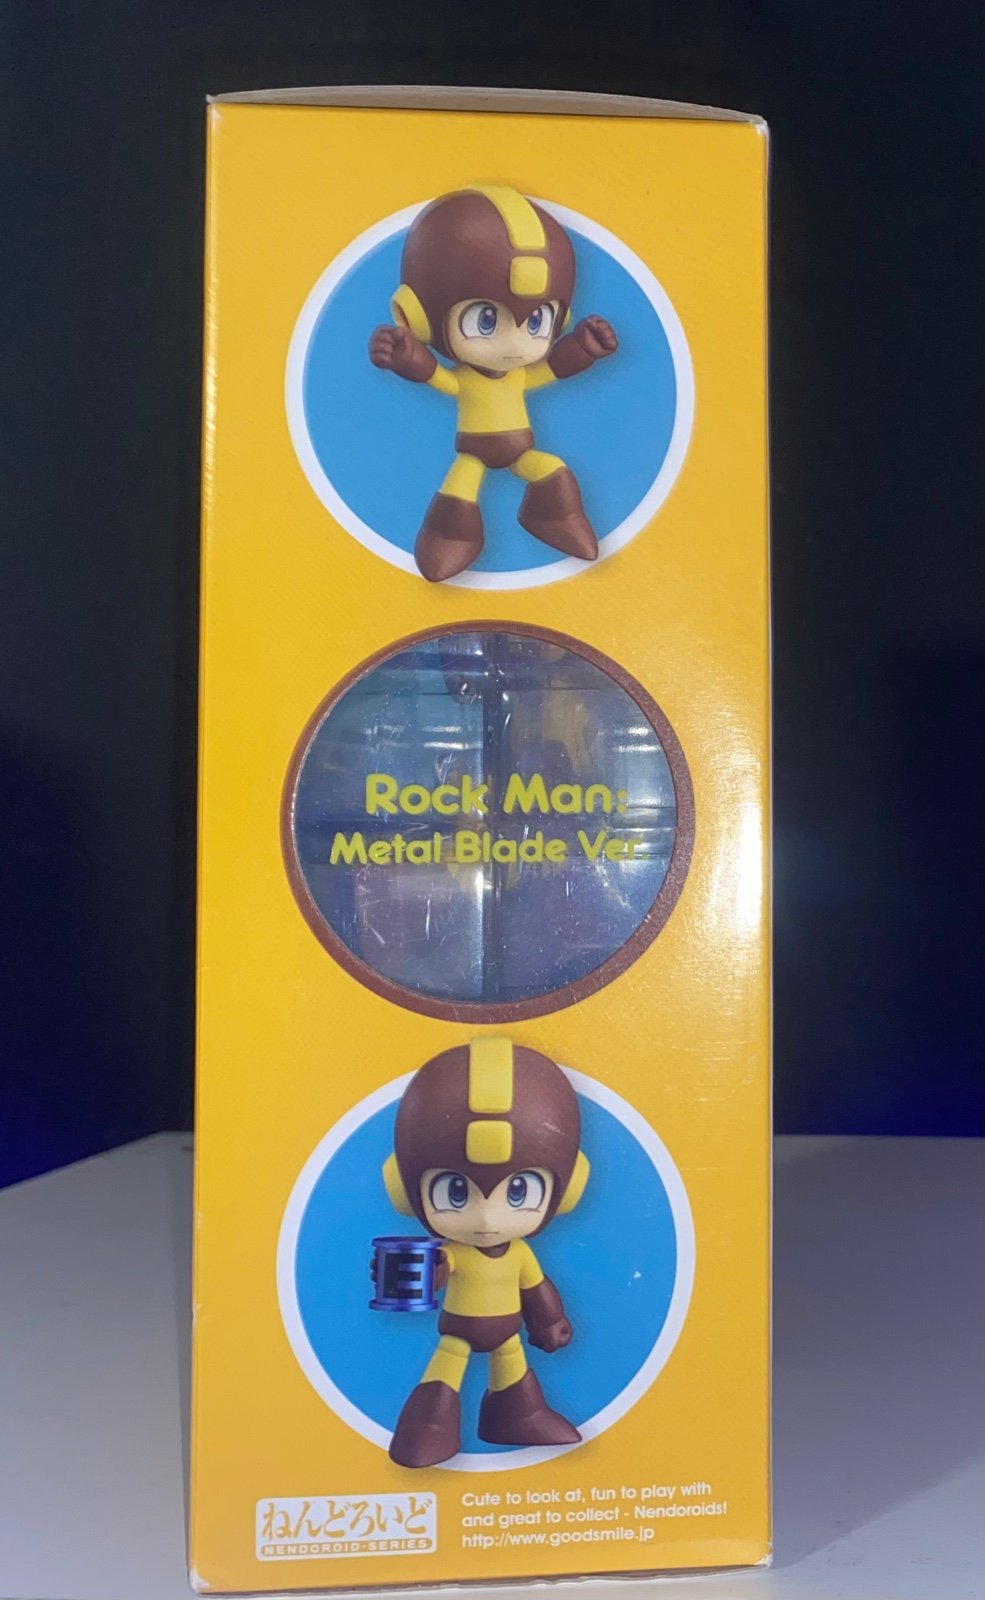 Rock Man:
Metal Blade Ver.
E
ねんどろいど
NENDOROID-SERIES
Cute to look at, fun to play with
and great to collect - Nendoroids!
http://www.goodsmile.jp